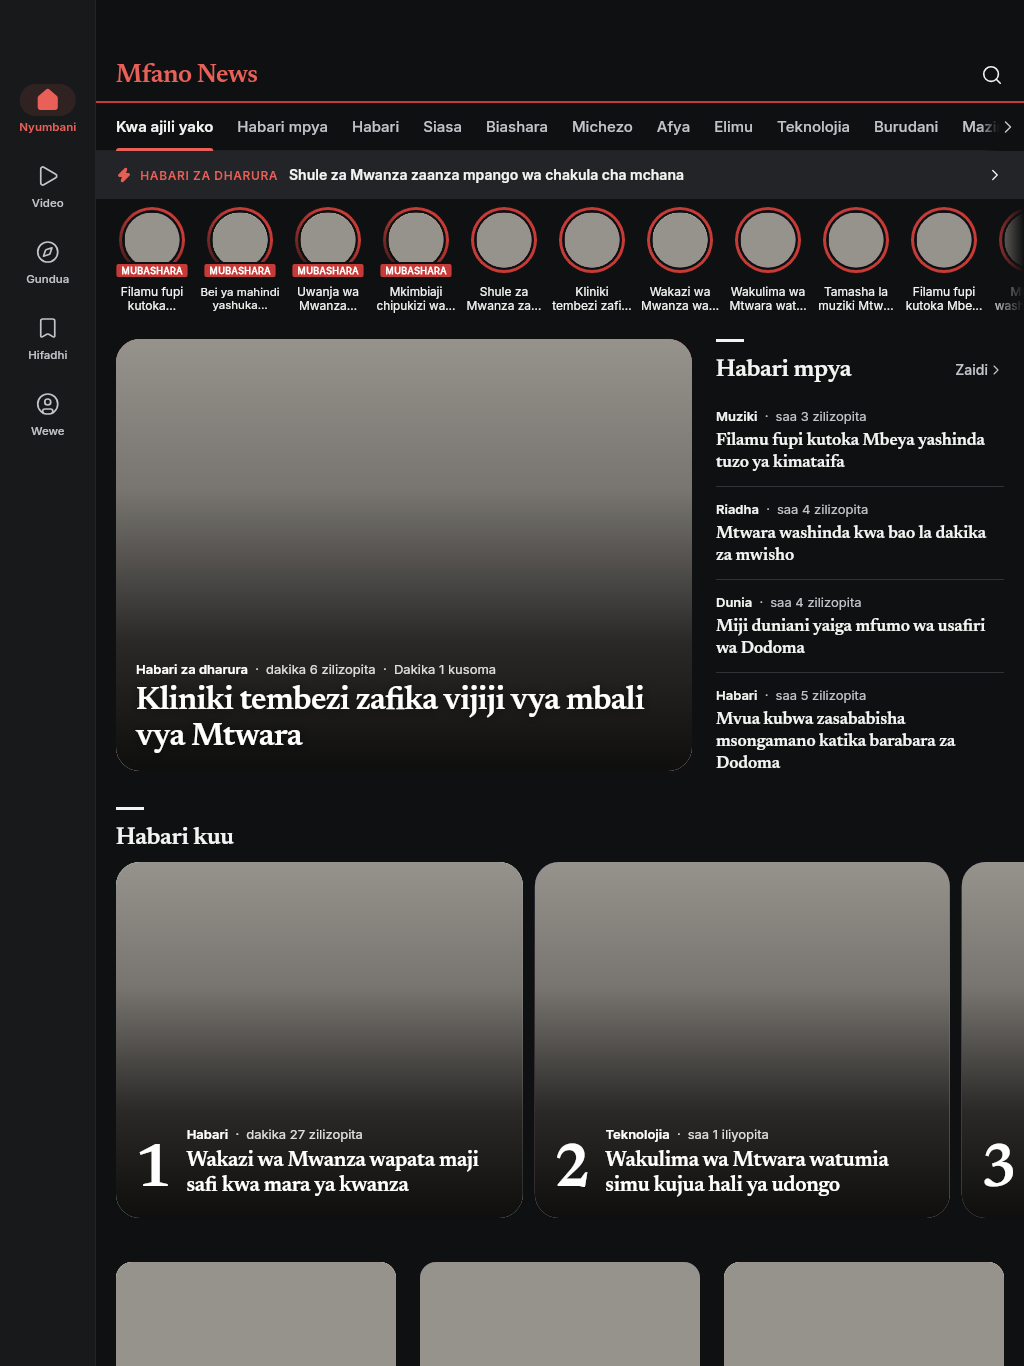 Mfano News
Nyumbani
Video
Gundua
Hifadhi
Wewe
Kwa ajili yako
Habari mpya
Habari
Siasa
Biashara
Michezo
Afya
Elimu
Teknolojia
Burudani
HABARI ZA DHARURA Shule za Mwanza zaanza mpango wa chakula cha mchana
MUBASHARA
Filamu fupi
kutoka...
MUBASHARA
Bei ya mahindi
yashuka...
MUBASHARA
Uwanja wa
Mwanza...
MUBASHARA
Mkimbiaji
chipukizi wa...
Shule za
Mwanza za...
Kliniki
tembezi zafi...
Wakazi wa
Mwanza wa...
Wakulima wa
Mtwara wat...
Tamasha la
muziki Mtw...
Filamu fupi
kutoka Mbe...
Habari za dharura · dakika 6 zilizopita · Dakika 1 kusoma
Kliniki tembezi zafika vijiji vya mbali
vya Mtwara
Habari mpya
Zaidi
Muziki · saa 3 zilizopita
Filamu fupi kutoka Mbeya yashinda
tuzo ya kimataifa
Riadha · saa 4 zilizopita
Mtwara washinda kwa bao la dakika
za mwisho
Dunia · saa 4 zilizopita
Miji duniani yaiga mfumo wa usafiri
wa Dodoma
Habari · saa 5 zilizopita
Mvua kubwa zasababisha
msongamano katika barabara za
Dodoma
Habari kuu
1
Habari · dakika 27 zilizopita
Wakazi wa Mwanza wapata maji
safi kwa mara ya kwanza
2
Teknolojia · saa 1 iliyopita
Wakulima wa Mtwara watumia
simu kujua hali ya udongo
3